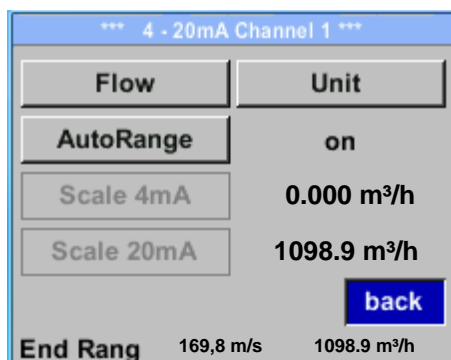 *** 4 - 20mA Channel 1 ***
Flow Unit
AutoRange on
Scale 4mA 0.000 m³/h
Scale 20mA 1098.9 m³/h
back
End Rang 169,8 m/s 1098.9 m³/h